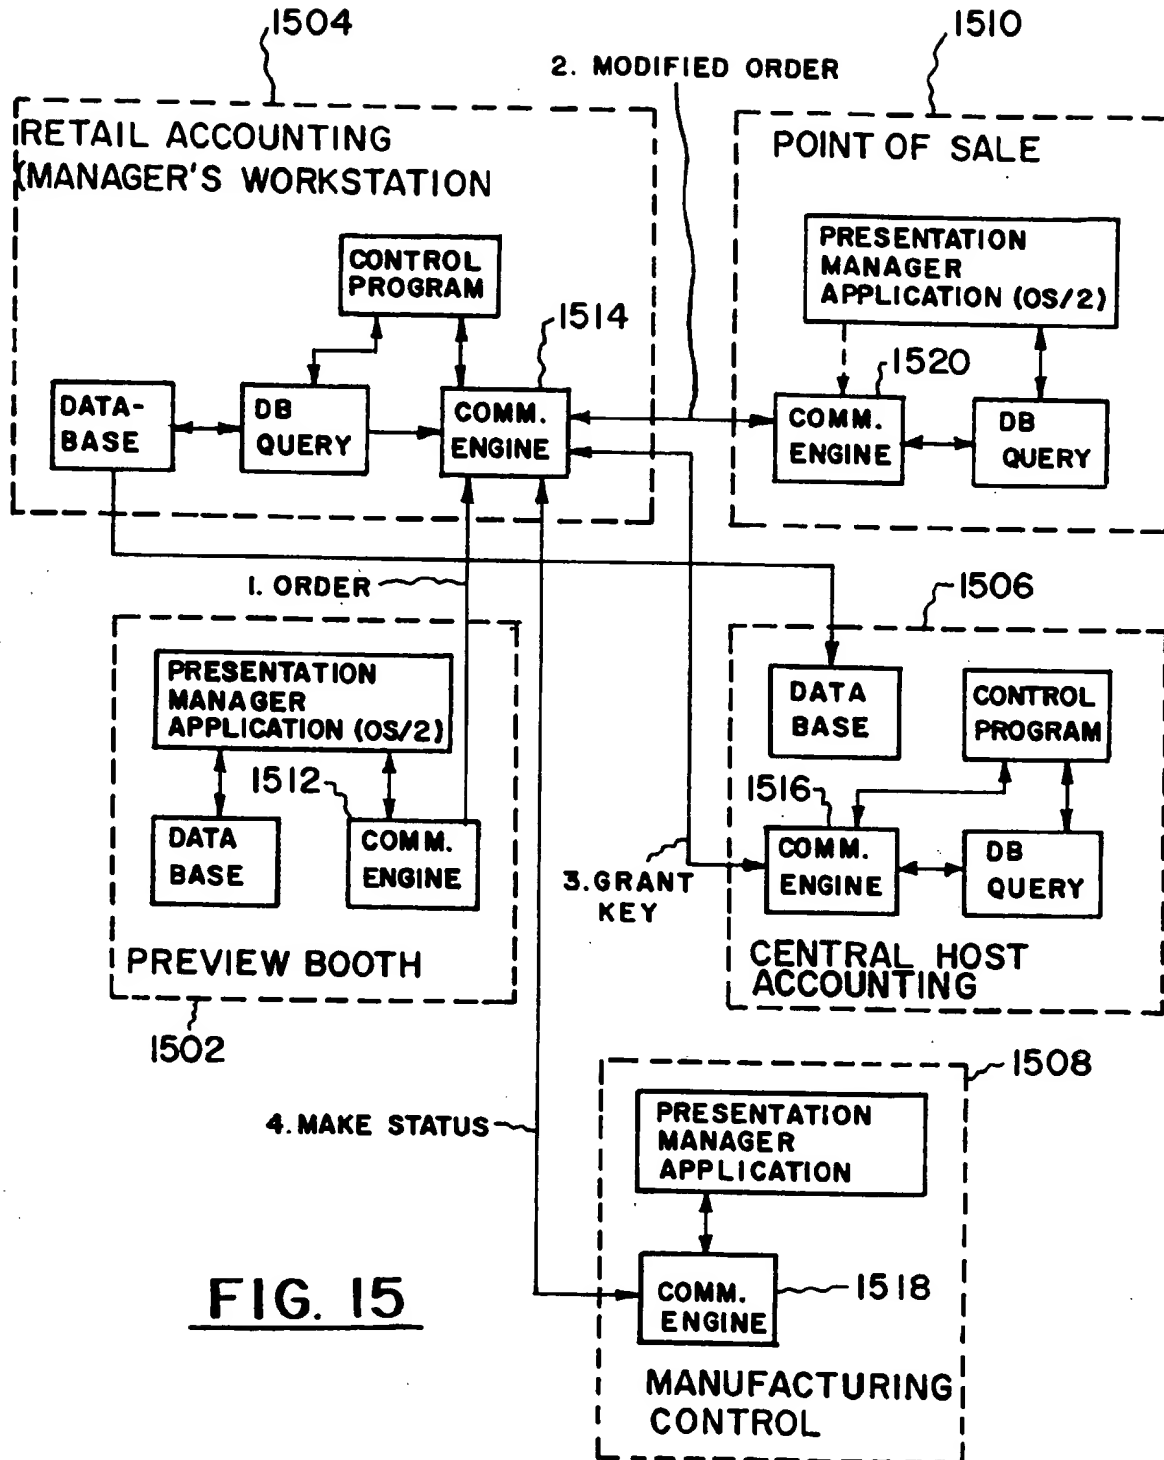 1504
1510
2. MODIFIED ORDER
RETAIL ACCOUNTING
(MANAGER'S WORKSTATION
POINT OF SALE
CONTROL
PROGRAM
PRESENTATION
MANAGER
APPLICATION (OS/2)
1514
1520
DATA-
BASE
DB
QUERY
COMM.
ENGINE
COMM.
ENGINE
DB
QUERY
1. ORDER
1506
PRESENTATION
MANAGER
APPLICATION (OS/2)
DATA
BASE
CONTROL
PROGRAM
1512
1516
DATA
BASE
COMM.
ENGINE
COMM.
ENGINE
DB
QUERY
3. GRANT
KEY
PREVIEW BOOTH
CENTRAL HOST
ACCOUNTING
1502
1508
4. MAKE STATUS
PRESENTATION
MANAGER
APPLICATION
COMM.
ENGINE
1518
FIG. 15
MANUFACTURING
CONTROL